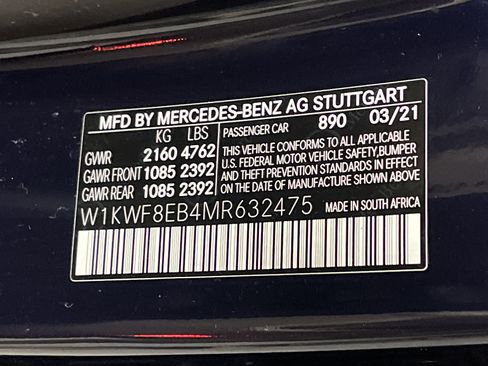 MFD BY MERCEDES-BENZ AG STUTTGART
KG LBS
GVWR 2160 4762
GAWR FRONT 1085 2392
GAWR REAR 1085 2392
PASSENGER CAR 890 03/21
THIS VEHICLE CONFORMS TO ALL APPLICABLE
U.S. FEDERAL MOTOR VEHICLE SAFETY,BUMPER
AND THEFT PREVENTION STANDARDS IN EFFECT
ON THE DATE OF MANUFACTURE SHOWN ABOVE.
W1KWF8EB4MR632475 MADE IN SOUTH AFRICA